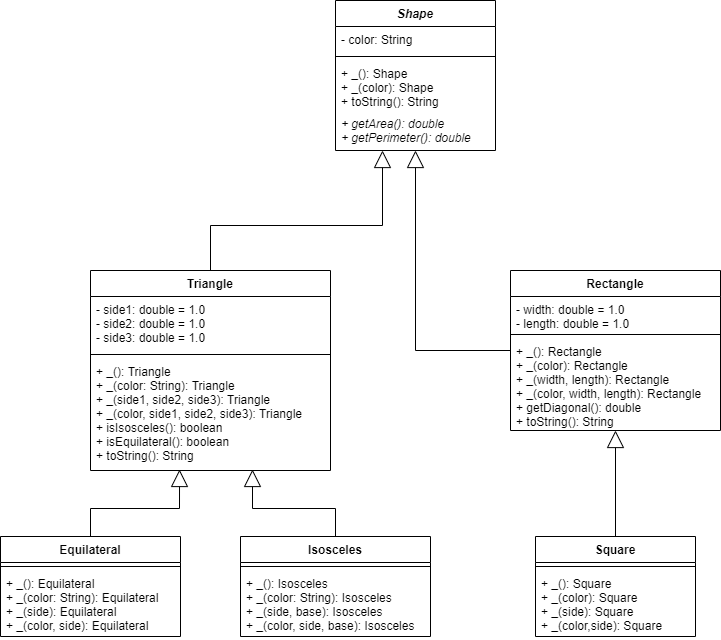 Shape
- color: String
+ _(): Shape
+ _(color): Shape
+ toString(): String
+ getArea(): double
+ getPerimeter(): double
Triangle
- side1: double = 1.0
- side2: double = 1.0
- side3: double = 1.0
+ _(): Triangle
+ _(color: String): Triangle
+ _(side1, side2, side3): Triangle
+ _(color, side1, side2, side3): Triangle
+ isIsosceles(): boolean
+ isEquilateral(): boolean
+ toString(): String
Rectangle
- width: double = 1.0
- length: double = 1.0
+ _(): Rectangle
+ _(color): Rectangle
+ _(width, length): Rectangle
+ _(color, width, length): Rectangle
+ getDiagonal(): double
+ toString(): String
Equilateral
+ _(): Equilateral
+ _(color: String): Equilateral
+ _(side): Equilateral
+ _(color, side): Equilateral
Isosceles
+ _(): Isosceles
+ _(color: String): Isosceles
+ _(side, base): Isosceles
+ _(color, side, base): Isosceles
Square
+ _(): Square
+ _(color): Square
+ _(side): Square
+ _(color,side): Square